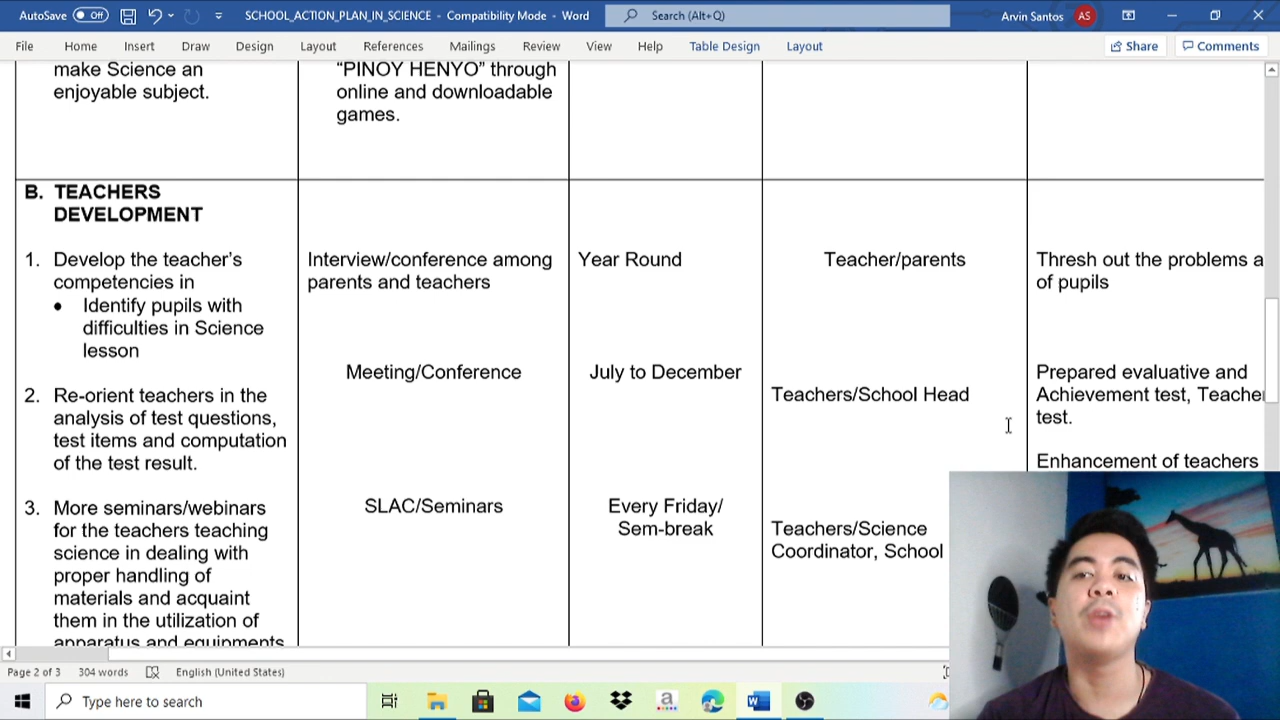 AutoSave Off
SCHOOL_ACTION_PLAN_IN_SCIENCE - Compatibility Mode - Word
Search (Alt+Q)
Arvin Santos AS
File Home Insert Draw Design Layout References Mailings Review View Help Table Design Layout Share Comments
make Science an
enjoyable subject.
“PINOY HENYO” through
online and downloadable
games.
B. TEACHERS
DEVELOPMENT
1. Develop the teacher’s
competencies in
• Identify pupils with
difficulties in Science
lesson
2. Re-orient teachers in the
analysis of test questions,
test items and computation
of the test result.
3. More seminars/webinars
for the teachers teaching
science in dealing with
proper handling of
materials and acquaint
them in the utilization of
apparatus and equipments
Interview/conference among
parents and teachers
Meeting/Conference
SLAC/Seminars
Year Round
July to December
Every Friday/
Sem-break
Teacher/parents
Teachers/School Head
Teachers/Science
Coordinator, School
Thresh out the problems a
of pupils
Prepared evaluative and
Achievement test, Teacher
test.
Enhancement of teachers
Page 2 of 3 304 words English (United States)
Type here to search